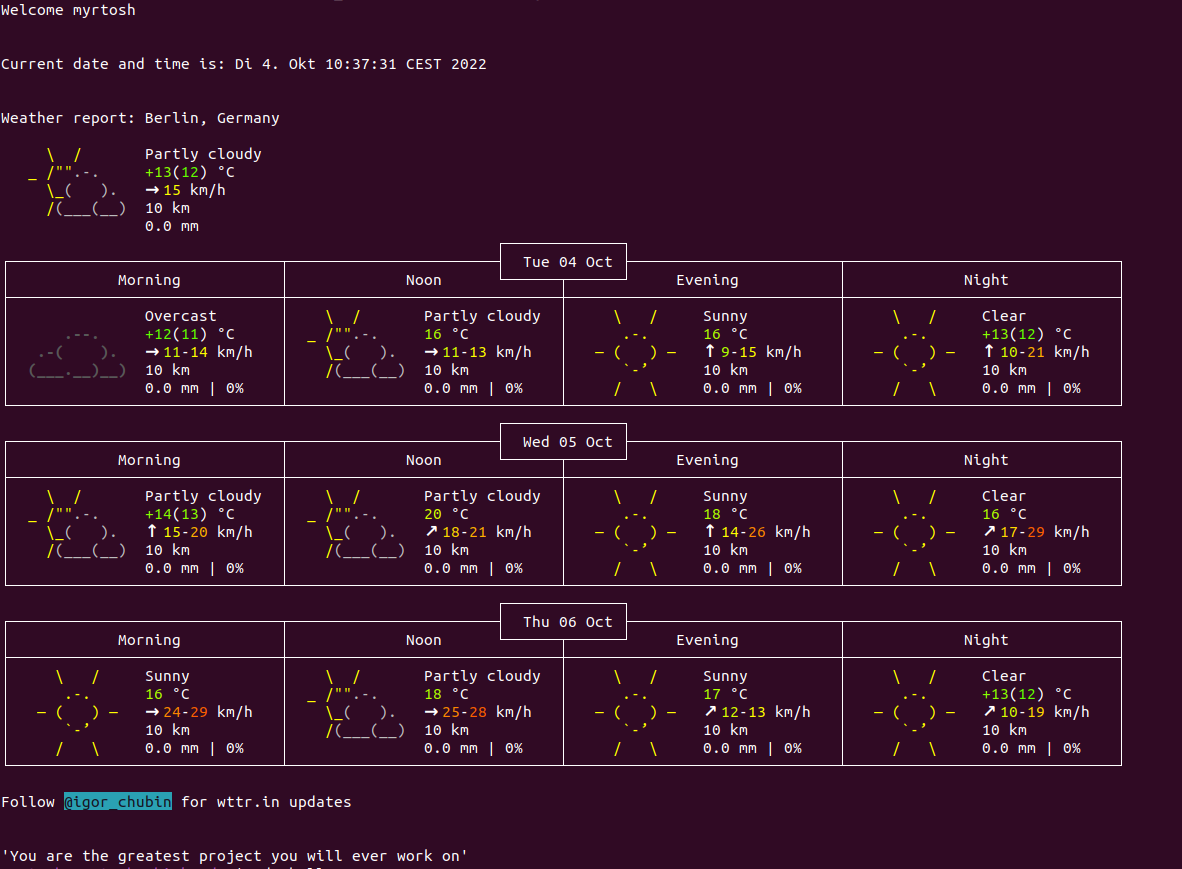 Welcome myrtosh
Current date and time is: Di 4. Okt 10:37:31 CEST 2022
Weather report: Berlin, Germany
Partly cloudy
+13(12) °C
→ 15 km/h
10 km
0.0 mm
Tue 04 Oct
Morning Noon Evening Night
Overcast Partly cloudy Sunny Clear
+12(11) °C 16 °C 16 °C +13(12) °C
→ 11-14 km/h → 11-13 km/h ↑ 9-15 km/h ↑ 10-21 km/h
10 km 10 km 10 km 10 km
0.0 mm | 0% 0.0 mm | 0% 0.0 mm | 0% 0.0 mm | 0%
Wed 05 Oct
Morning Noon Evening Night
Partly cloudy Partly cloudy Sunny Clear
+14(13) °C 20 °C 18 °C 16 °C
↑ 15-20 km/h ↗ 18-21 km/h ↑ 14-26 km/h ↗ 17-29 km/h
10 km 10 km 10 km 10 km
0.0 mm | 0% 0.0 mm | 0% 0.0 mm | 0% 0.0 mm | 0%
Thu 06 Oct
Morning Noon Evening Night
Sunny Partly cloudy Sunny Clear
16 °C 18 °C 17 °C +13(12) °C
→ 24-29 km/h → 25-28 km/h ↗ 12-13 km/h ↗ 10-19 km/h
10 km 10 km 10 km 10 km
0.0 mm | 0% 0.0 mm | 0% 0.0 mm | 0% 0.0 mm | 0%
Follow @igor_chubin for wttr.in updates
'You are the greatest project you will ever work on'